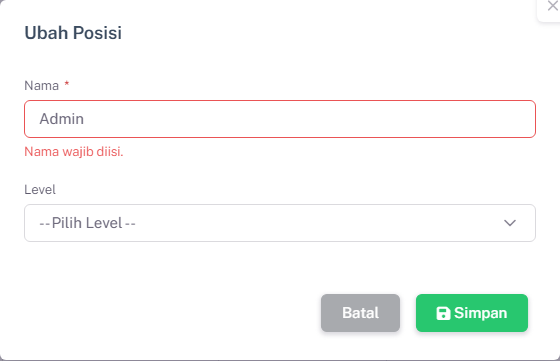 Ubah Posisi
Nama *
Admin
Nama wajib diisi.
Level
--Pilih Level--
Batal
Simpan